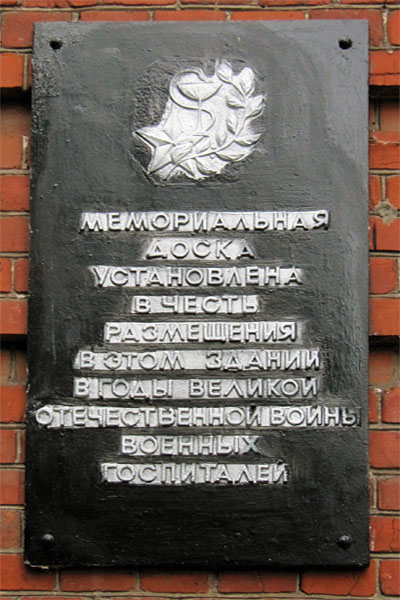 МЕМОРИАЛЬНАЯ
ДОСКА
УСТАНОВЛЕНА
В ЧЕСТЬ
РАЗМЕЩЕНИЯ
В ЭТОМ ЗДАНИИ
В ГОДЫ ВЕЛИКОЙ
ОТЕЧЕСТВЕННОЙ ВОЙНЫ
ВОЕННЫХ
ГОСПИТАЛЕЙ